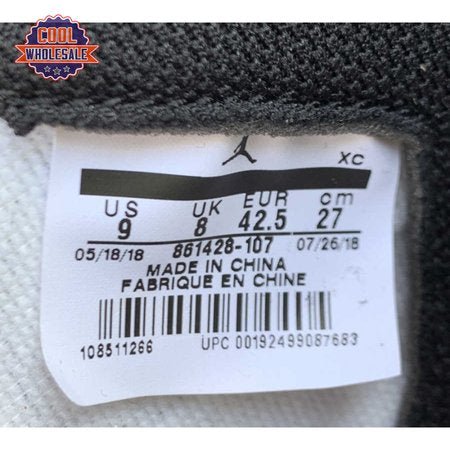 COOL
WHOLESALE
XC
US UK EUR cm
9 8 42.5 27
05/18/18 861428-107 07/26/18
MADE IN CHINA
FABRIQUE EN CHINE
108511266 UPC 00192499087683